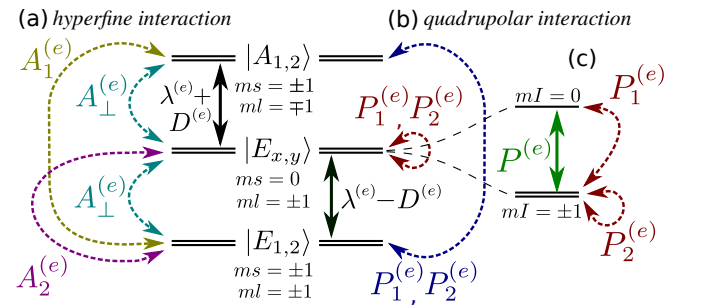 (a) hyperfine interaction
(b) quadrupolar interaction
A_1^{(e)}
|A_{1,2}⟩
(c)
A_⊥^{(e)}
λ^{(e)}+
D^{(e)}
ms = ±1
ml = ∓1
P_1^{(e)}, P_2^{(e)}
mI = 0
P_1^{(e)}
|E_{x,y}⟩
P^{(e)}
ms = 0
ml = ±1
A_⊥^{(e)}
λ^{(e)}−D^{(e)}
mI = ±1
P_2^{(e)}
|E_{1,2}⟩
A_2^{(e)}
ms = ±1
ml = ±1
P_1^{(e)}, P_2^{(e)}